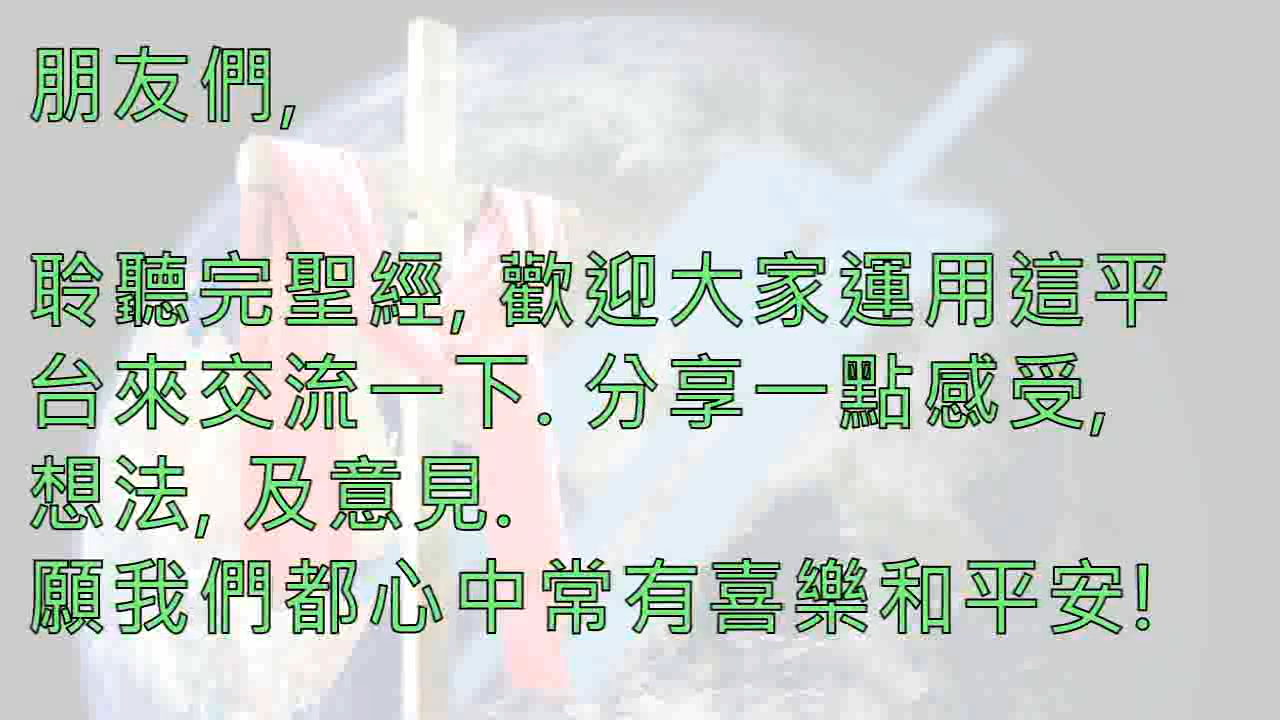 朋友們,
聆聽完聖經, 歡迎大家運用這平
台來交流一下. 分享一點感受,
想法, 及意見.
願我們都心中常有喜樂和平安!